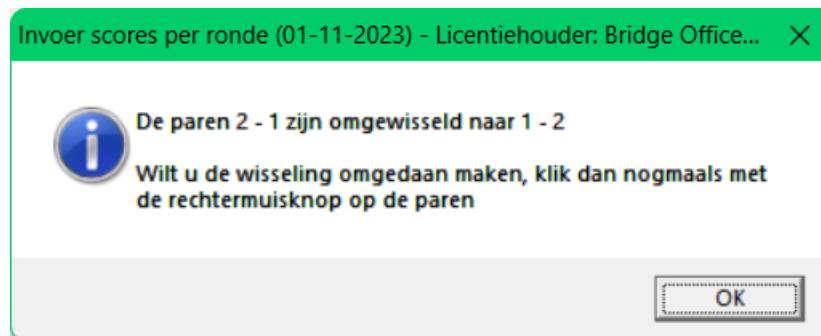 Invoer scores per ronde (01-11-2023) - Licentiehouder: Bridge Office...
De paren 2 - 1 zijn omgewisseld naar 1 - 2
Wilt u de wisseling omgedaan maken, klik dan nogmaals met
de rechtermuisknop op de paren
OK